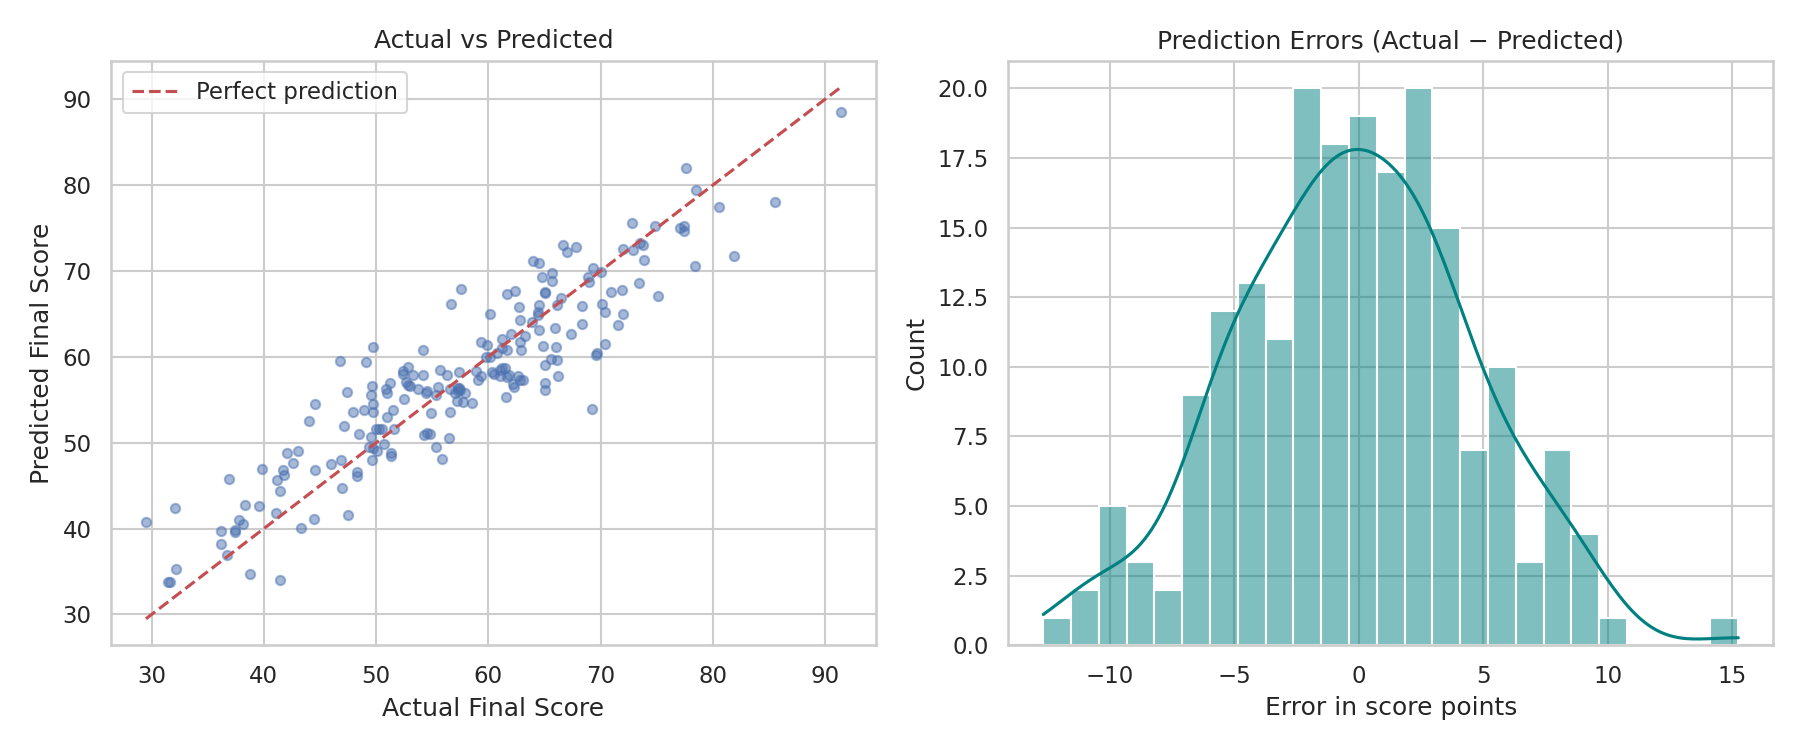 Actual vs Predicted
Perfect prediction
Predicted Final Score
90
80
70
60
50
40
30
30 40 50 60 70 80 90
Actual Final Score
Prediction Errors (Actual − Predicted)
Count
20.0
17.5
15.0
12.5
10.0
7.5
5.0
2.5
0.0
−10 −5 0 5 10 15
Error in score points